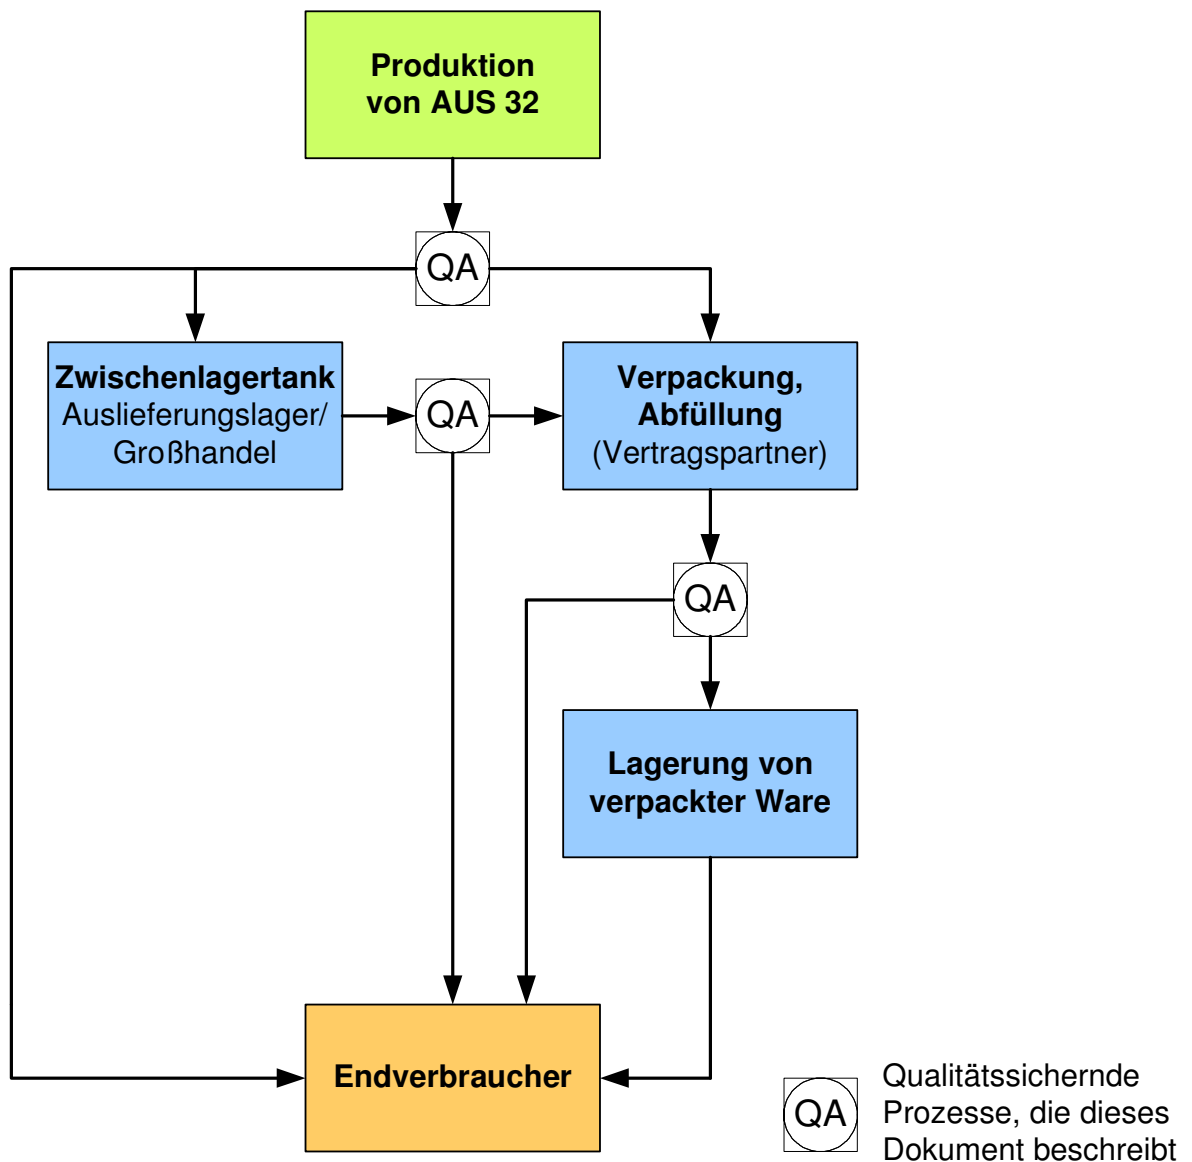 Produktion
von AUS 32
QA
Zwischenlagertank
Auslieferungslager/
Großhandel
QA
Verpackung,
Abfüllung
(Vertragspartner)
QA
Lagerung von
verpackter Ware
Endverbraucher
QA
Qualitätssichernde
Prozesse, die dieses
Dokument beschreibt